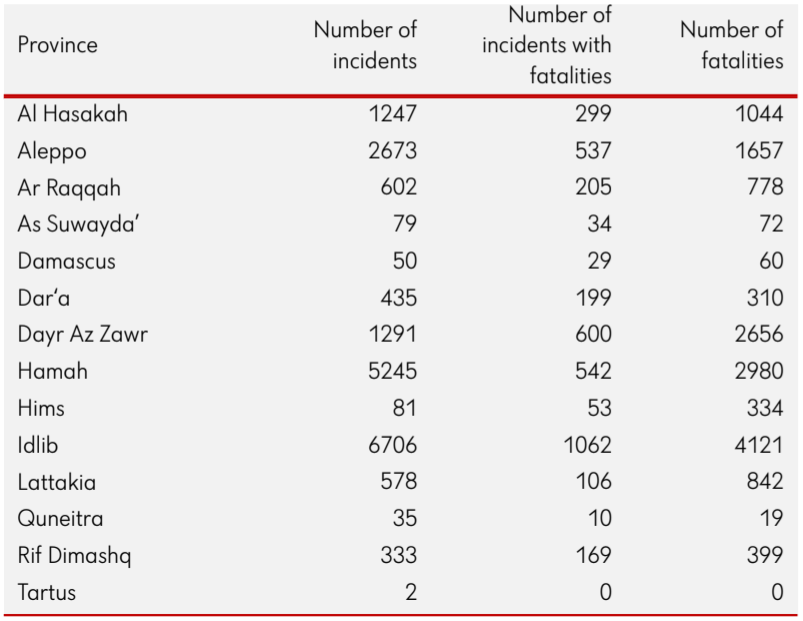 Province Number of incidents Number of incidents with fatalities Number of fatalities
Al Hasakah 1247 299 1044
Aleppo 2673 537 1657
Ar Raqqah 602 205 778
As Suwayda’ 79 34 72
Damascus 50 29 60
Dar‘a 435 199 310
Dayr Az Zawr 1291 600 2656
Hamah 5245 542 2980
Hims 81 53 334
Idlib 6706 1062 4121
Lattakia 578 106 842
Quneitra 35 10 19
Rif Dimashq 333 169 399
Tartus 2 0 0